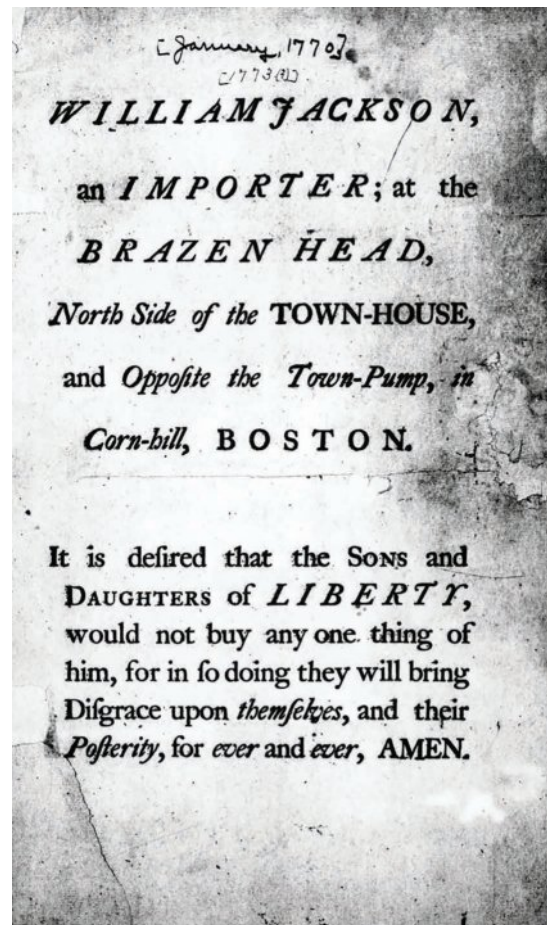 [January, 1770].
[1773(?)]
WILLIAM JACKSON,
an IMPORTER; at the
BRAZEN HEAD,
North Side of the TOWN-HOUSE,
and Oppoſite the Town-Pump, in
Corn-hill, BOSTON.
It is deſired that the SONS and
DAUGHTERS of LIBERTY,
would not buy any one thing of
him, for in ſo doing they will bring
Diſgrace upon themſelves, and their
Poſterity, for ever and ever, AMEN.